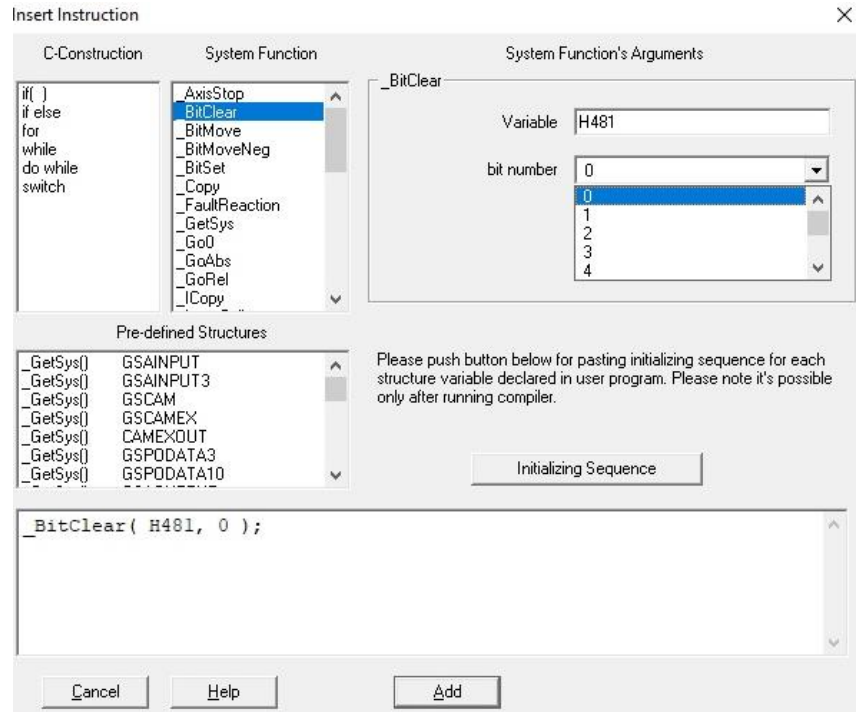 Insert Instruction
C-Construction
System Function
System Function's Arguments
if( )
if else
for
while
do while
switch
_AxisStop
_BitClear
_BitMove
_BitMoveNeg
_BitSet
_Copy
_FaultReaction
_GetSys
_Go0
_GoAbs
_GoRel
_ICopy
_BitClear
Variable H481
bit number 0
0
1
2
3
4
Pre-defined Structures
_GetSys() GSAINPUT
_GetSys() GSAINPUT3
_GetSys() GSCAM
_GetSys() GSCAMEX
_GetSys() CAMEXOUT
_GetSys() GSPODATA3
_GetSys() GSPODATA10
Please push button below for pasting initializing sequence for each
structure variable declared in user program. Please note it's possible
only after running compiler.
Initializing Sequence
_BitClear( H481, 0 );
Cancel
Help
Add